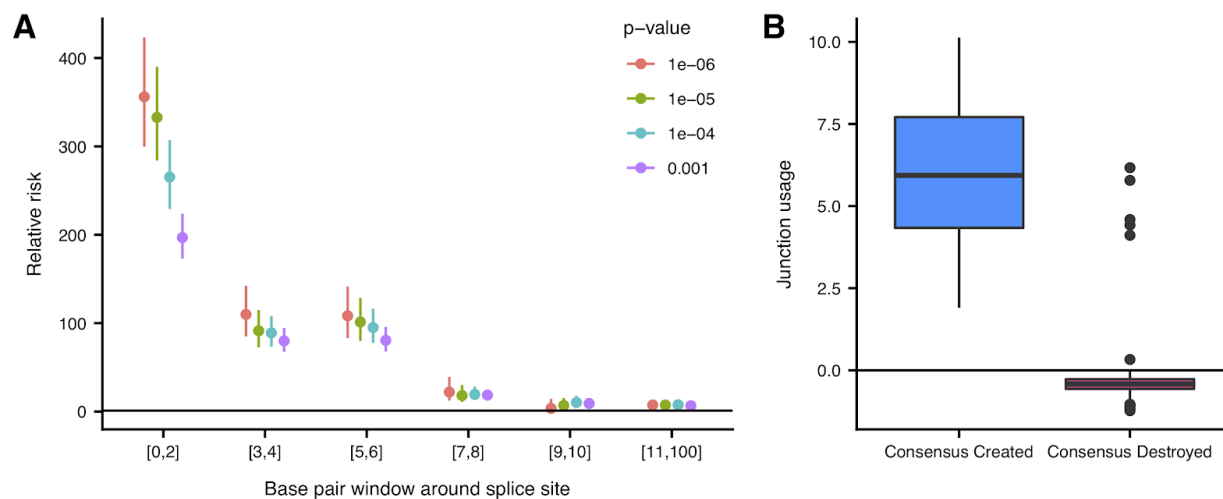 A
Relative risk
400
300
200
100
0
[0,2] [3,4] [5,6] [7,8] [9,10] [11,100]
Base pair window around splice site
p−value
1e−06
1e−05
1e−04
0.001
B
Junction usage
10.0
7.5
5.0
2.5
0.0
Consensus Created Consensus Destroyed